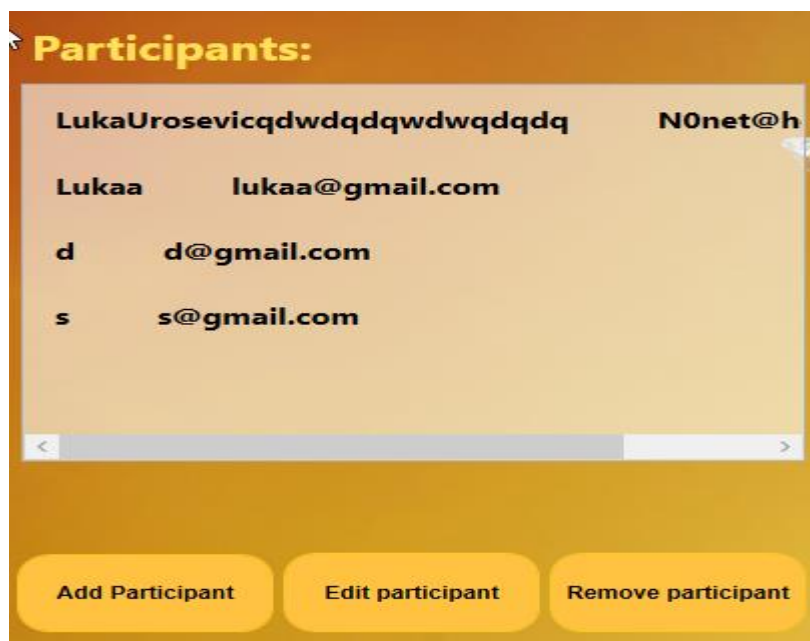 Participants:
LukaUrosevicqdwdqdqwdwqdqdq N0net@h
Lukaa lukaa@gmail.com
d d@gmail.com
s s@gmail.com
Add Participant Edit participant Remove participant